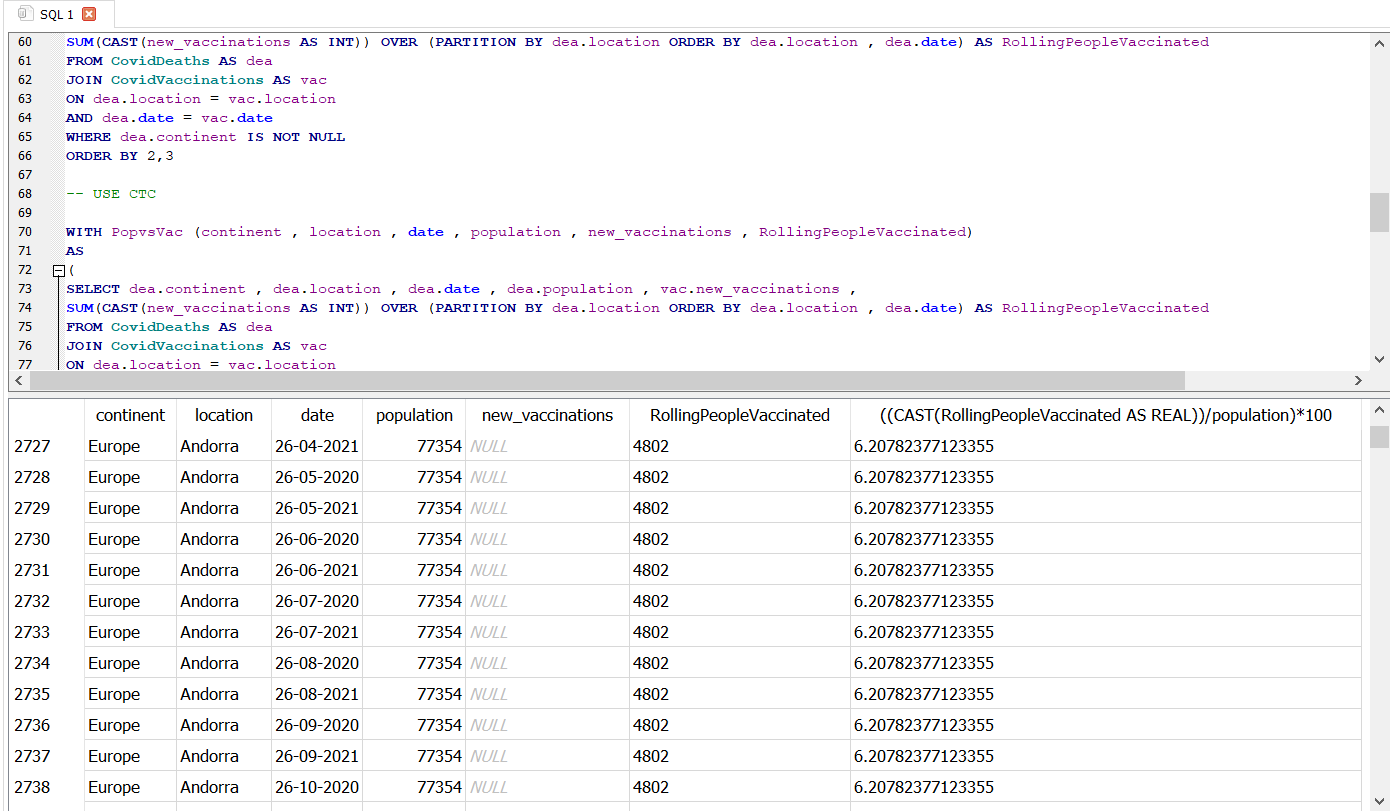 SQL 1
60 SUM(CAST(new_vaccinations AS INT)) OVER (PARTITION BY dea.location ORDER BY dea.location , dea.date) AS RollingPeopleVaccinated
61 FROM CovidDeaths AS dea
62 JOIN CovidVaccinations AS vac
63 ON dea.location = vac.location
64 AND dea.date = vac.date
65 WHERE dea.continent IS NOT NULL
66 ORDER BY 2,3
67
68 -- USE CTC
69
70 WITH PopvsVac (continent , location , date , population , new_vaccinations , RollingPeopleVaccinated)
71 AS
72 (
73 SELECT dea.continent , dea.location , dea.date , dea.population , vac.new_vaccinations ,
74 SUM(CAST(new_vaccinations AS INT)) OVER (PARTITION BY dea.location ORDER BY dea.location , dea.date) AS RollingPeopleVaccinated
75 FROM CovidDeaths AS dea
76 JOIN CovidVaccinations AS vac
77 ON dea.location = vac.location
continent location date population new_vaccinations RollingPeopleVaccinated ((CAST(RollingPeopleVaccinated AS REAL))/population)*100
2727 Europe Andorra 26-04-2021 77354 NULL 4802 6.20782377123355
2728 Europe Andorra 26-05-2020 77354 NULL 4802 6.20782377123355
2729 Europe Andorra 26-05-2021 77354 NULL 4802 6.20782377123355
2730 Europe Andorra 26-06-2020 77354 NULL 4802 6.20782377123355
2731 Europe Andorra 26-06-2021 77354 NULL 4802 6.20782377123355
2732 Europe Andorra 26-07-2020 77354 NULL 4802 6.20782377123355
2733 Europe Andorra 26-07-2021 77354 NULL 4802 6.20782377123355
2734 Europe Andorra 26-08-2020 77354 NULL 4802 6.20782377123355
2735 Europe Andorra 26-08-2021 77354 NULL 4802 6.20782377123355
2736 Europe Andorra 26-09-2020 77354 NULL 4802 6.20782377123355
2737 Europe Andorra 26-09-2021 77354 NULL 4802 6.20782377123355
2738 Europe Andorra 26-10-2020 77354 NULL 4802 6.20782377123355